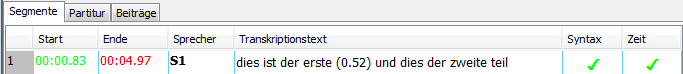 Segmente Partitur Beiträge
Start Ende Sprecher Transkriptionstext Syntax Zeit
1 00:00.83 00:04.97 S1 dies ist der erste (0.52) und dies der zweite teil ✓ ✓